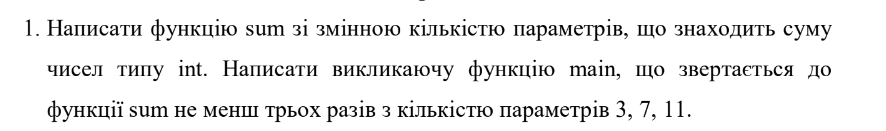 1. Написати функцію sum зі змінною кількістю параметрів, що знаходить суму
чисел типу int. Написати викликаючу функцію main, що звертається до
функції sum не менш трьох разів з кількістю параметрів 3, 7, 11.